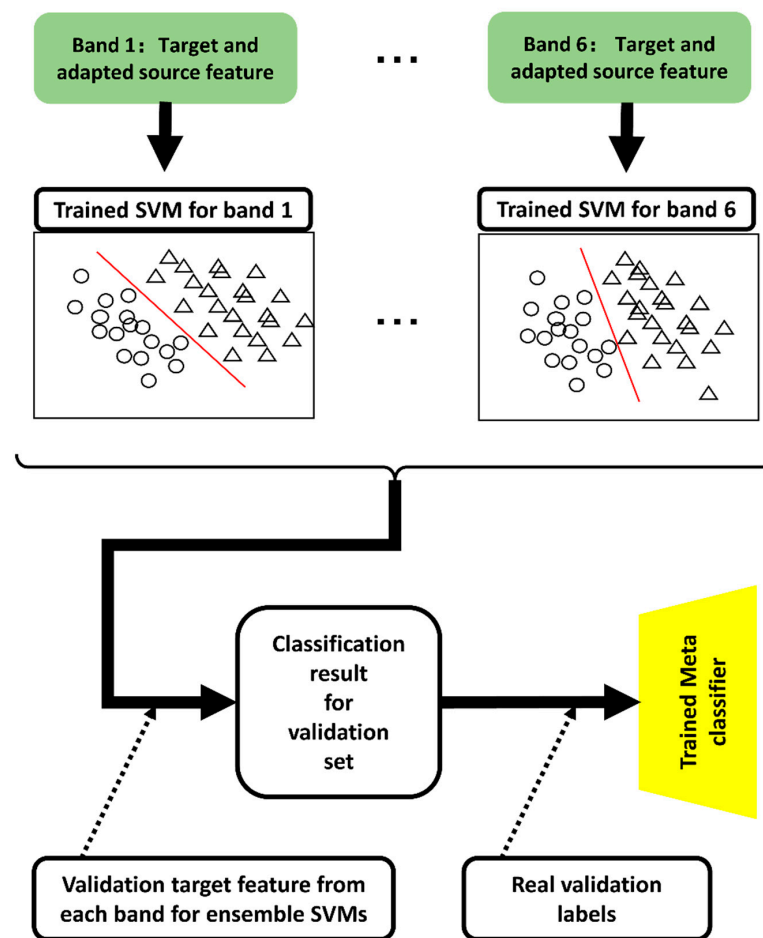 Band 1： Target and
adapted source feature
...
Band 6： Target and
adapted source feature
Trained SVM for band 1
Trained SVM for band 6
...
Classification
result
for
validation
set
Trained Meta
classifier
Validation target feature from
each band for ensemble SVMs
Real validation
labels